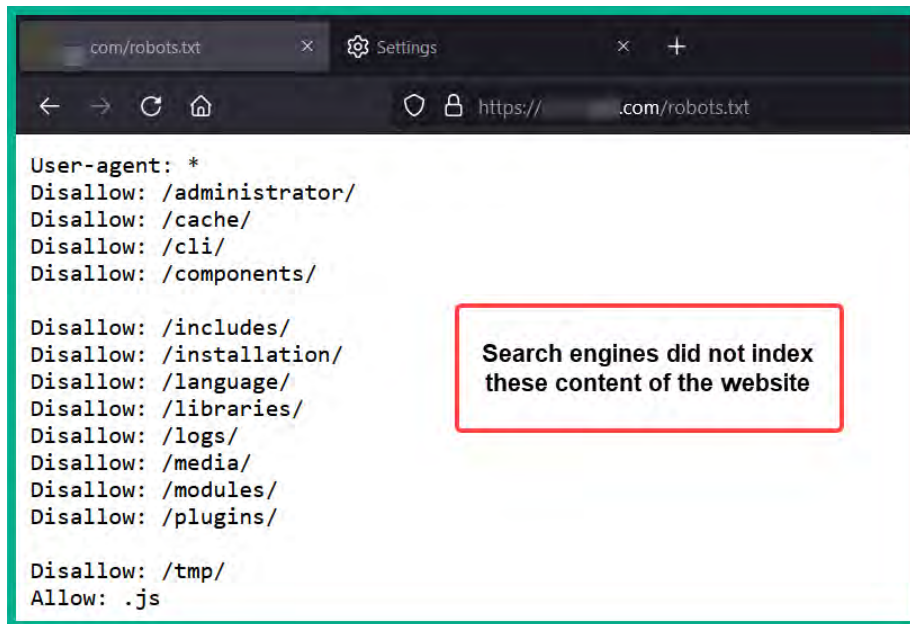 com/robots.txt
Settings
https:// .com/robots.txt
User-agent: *
Disallow: /administrator/
Disallow: /cache/
Disallow: /cli/
Disallow: /components/
Disallow: /includes/
Disallow: /installation/
Disallow: /language/
Disallow: /libraries/
Disallow: /logs/
Disallow: /media/
Disallow: /modules/
Disallow: /plugins/
Disallow: /tmp/
Allow: .js
Search engines did not index
these content of the website